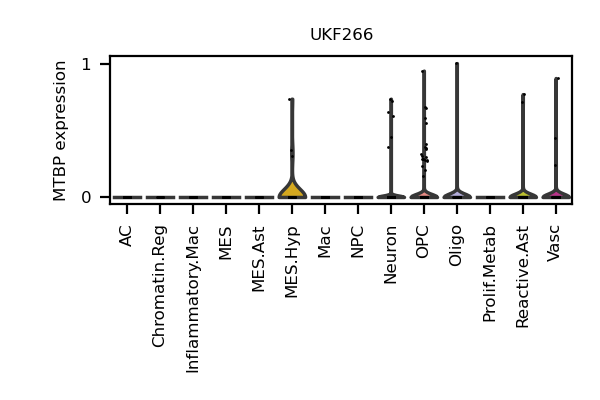 UKF266
MTBP expression
1
0
AC
Chromatin.Reg
Inflammatory.Mac
MES
MES.Ast
MES.Hyp
Mac
NPC
Neuron
OPC
Oligo
Prolif.Metab
Reactive.Ast
Vasc